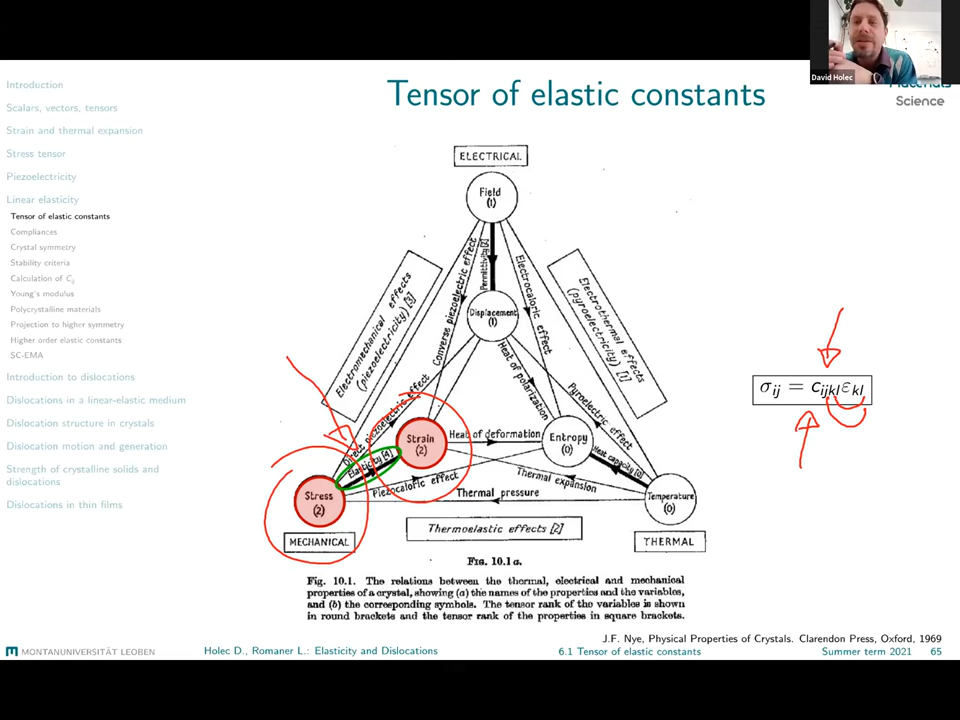 David Holec
Materials
Science
Tensor of elastic constants
Introduction
Scalars, vectors, tensors
Strain and thermal expansion
Stress tensor
Piezoelectricity
Linear elasticity
Tensor of elastic constants
Compliances
Crystal symmetry
Stability criteria
Calculation of Cij
Young's modulus
Polycrystalline materials
Projection to higher symmetry
Higher order elastic constants
SC-EMA
Introduction to dislocations
Dislocations in a linear-elastic medium
Dislocation structure in crystals
Dislocation motion and generation
Strength of crystalline solids and
dislocations
Dislocations in thin films
ELECTRICAL
Field
(1)
Electromechanical effects
(piezoelectricity) [3]
Converse piezoelectric effect
Permittivity [2]
Electrocaloric effect
Electrothermal effects
(pyroelectricity) [1]
Displacement
(1)
Direct piezoelectric effect
Heat of polarization
Pyroelectric effect
Strain
(2)
Heat of deformation
Entropy
(0)
Elasticity [4]
Heat capacity [0]
Piezocaloric effect
Thermal expansion
Stress
(2)
Thermal pressure
Temperature
(0)
MECHANICAL
Thermoelastic effects [2]
THERMAL
σij = cijklεkl
FIG. 10.1 a.
Fig. 10.1. The relations between the thermal, electrical and mechanical
properties of a crystal, showing (a) the names of the properties and the variables,
and (b) the corresponding symbols. The tensor rank of the variables is shown
in round brackets and the tensor rank of the properties in square brackets.
J.F. Nye, Physical Properties of Crystals. Clarendon Press, Oxford, 1969
MONTANUNIVERSITÄT LEOBEN
Holec D., Romaner L.: Elasticity and Dislocations
6.1 Tensor of elastic constants
Summer term 2021 65